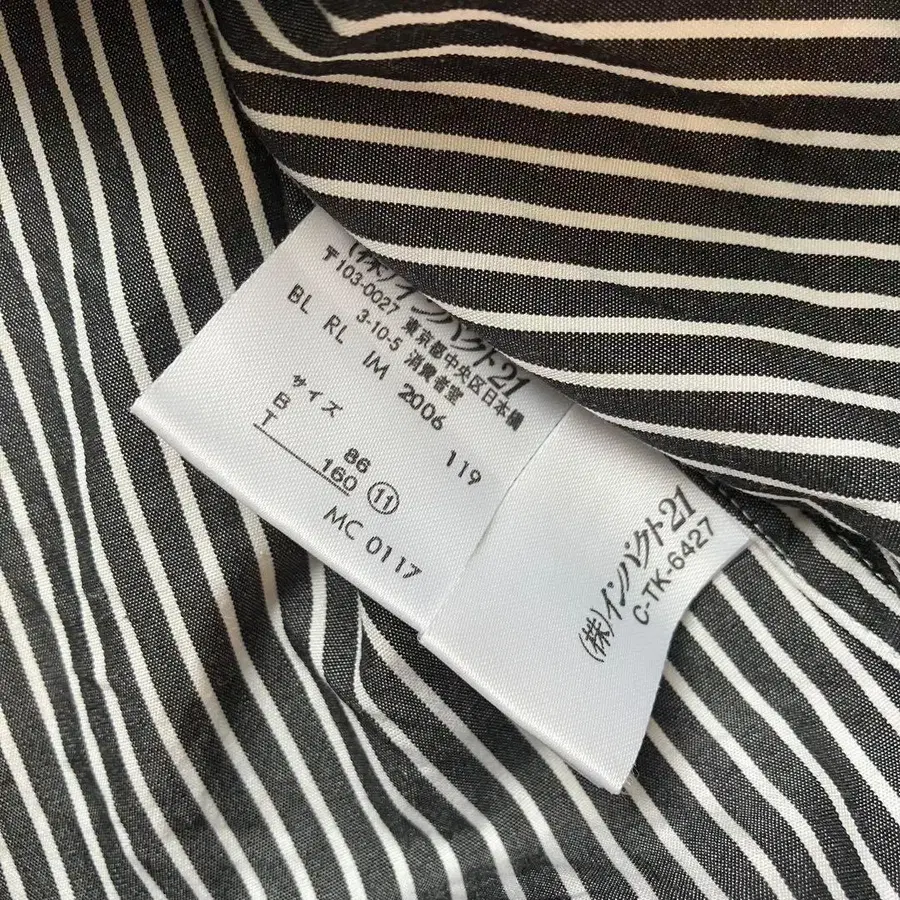 (株)インパクト21
〒103-0027 東京都中央区日本橋
3-10-5 消費者室
BL RL IM 2006 119
サイズ
B 86
T 160 ⑪
MC 0117
(株)インパクト21
C-TK-6427